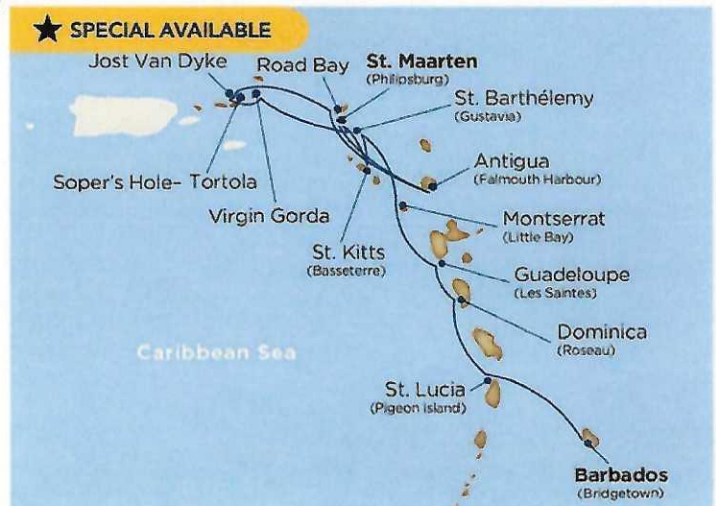 SPECIAL AVAILABLE
Jost Van Dyke
Road Bay
St. Maarten
(Philipsburg)
St. Barthélemy
(Gustavia)
Soper's Hole– Tortola
Antigua
(Falmouth Harbour)
Virgin Gorda
Montserrat
(Little Bay)
St. Kitts
(Basseterre)
Guadeloupe
(Les Saintes)
Dominica
(Roseau)
Caribbean Sea
St. Lucia
(Pigeon Island)
Barbados
(Bridgetown)